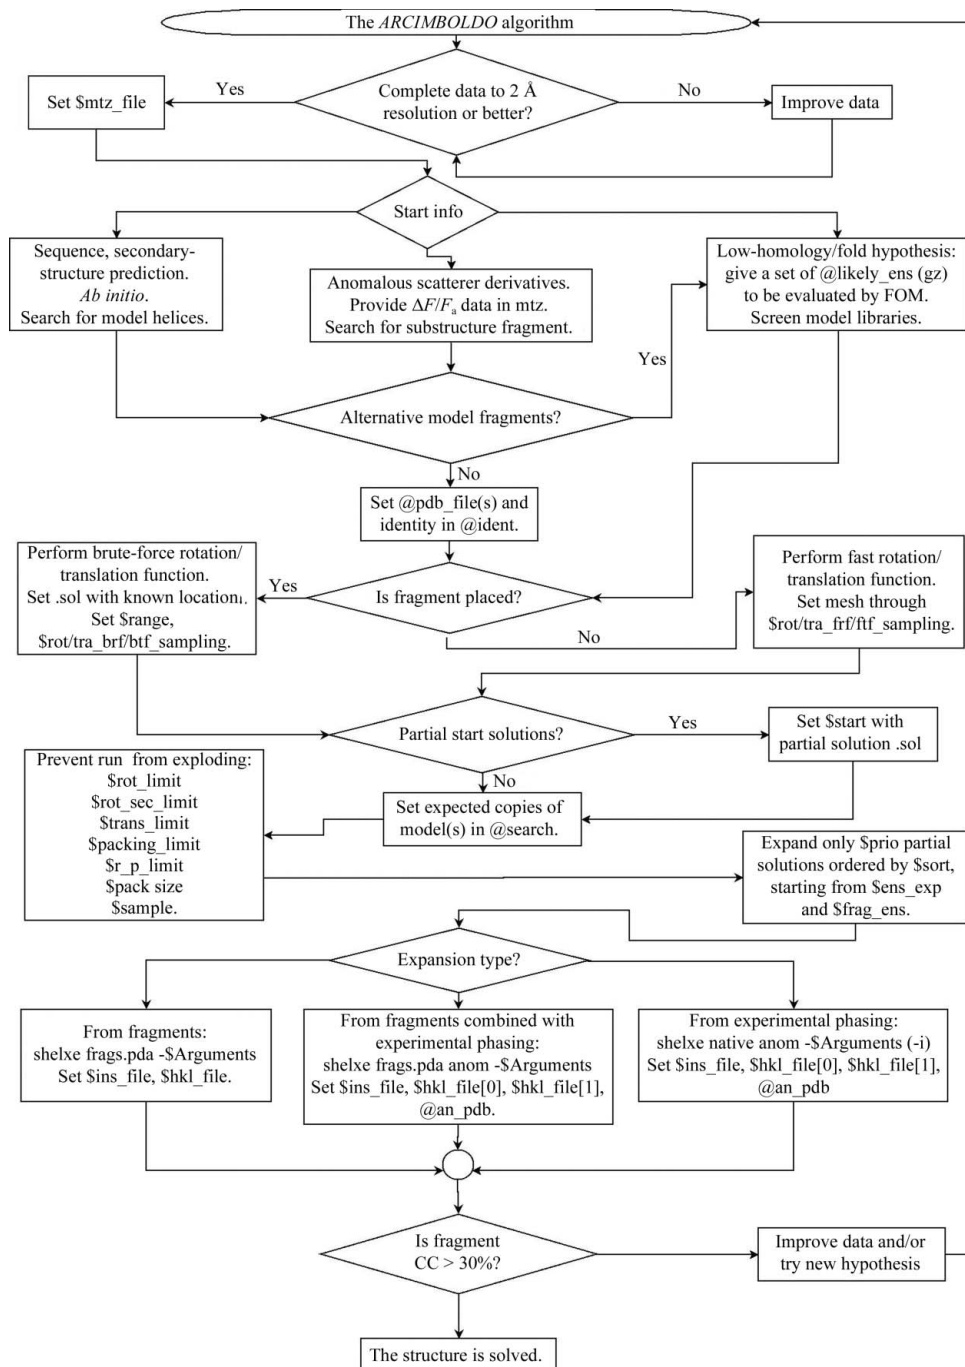 The ARCIMBOLDO algorithm
Complete data to 2 Å
resolution or better?
Yes
No
Set $mtz_file
Improve data
Start info
Sequence, secondary-
structure prediction.
Ab initio.
Search for model helices.
Anomalous scatterer derivatives.
Provide ΔF/Fa data in mtz.
Search for substructure fragment.
Low-homology/fold hypothesis:
give a set of @likely_ens (gz)
to be evaluated by FOM.
Screen model libraries.
Yes
Alternative model fragments?
No
Set @pdb_file(s) and
identity in @ident.
Perform brute-force rotation/
translation function.
Set .sol with known location.
Set $range,
$rot/tra_brf/btf_sampling.
Yes
Is fragment placed?
No
Perform fast rotation/
translation function.
Set mesh through
$rot/tra_frf/ftf_sampling.
Partial start solutions?
Yes
Set $start with
partial solution .sol
No
Set expected copies of
model(s) in @search.
Prevent run from exploding:
$rot_limit
$rot_sec_limit
$trans_limit
$packing_limit
$r_p_limit
$pack size
$sample.
Expand only $prio partial
solutions ordered by $sort,
starting from $ens_exp
and $frag_ens.
Expansion type?
From fragments:
shelxe frags.pda -$Arguments
Set $ins_file, $hkl_file.
From fragments combined with
experimental phasing:
shelxe frags.pda anom -$Arguments
Set $ins_file, $hkl_file[0], $hkl_file[1],
@an_pdb.
From experimental phasing:
shelxe native anom -$Arguments (-i)
Set $ins_file, $hkl_file[0], $hkl_file[1],
@an_pdb
Is fragment
CC > 30%?
Improve data and/or
try new hypothesis
The structure is solved.